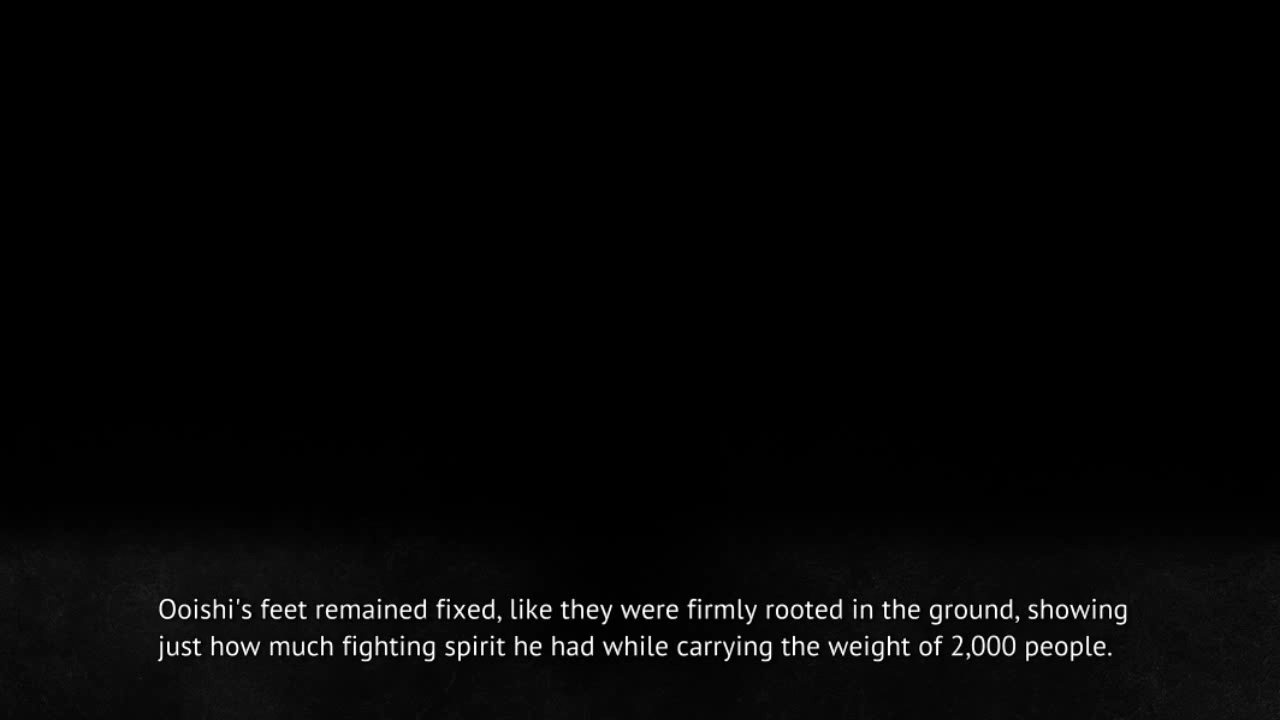 Ooishi's feet remained fixed, like they were firmly rooted in the ground, showing
just how much fighting spirit he had while carrying the weight of 2,000 people.